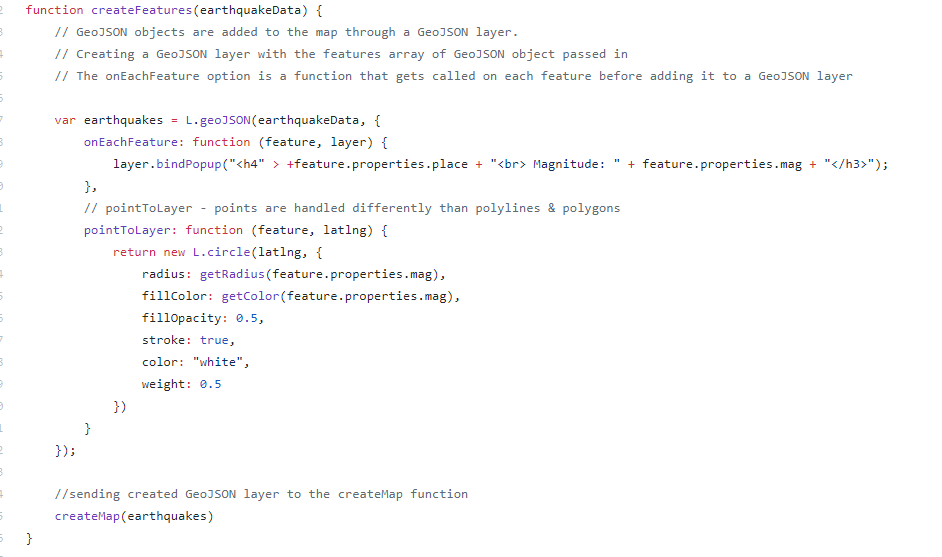 function createFeatures(earthquakeData) {
// GeoJSON objects are added to the map through a GeoJSON layer.
// Creating a GeoJSON layer with the features array of GeoJSON object passed in
// The onEachFeature option is a function that gets called on each feature before adding it to a GeoJSON layer
var earthquakes = L.geoJSON(earthquakeData, {
onEachFeature: function (feature, layer) {
layer.bindPopup("<h4" > +feature.properties.place + "<br> Magnitude: " + feature.properties.mag + "</h3>");
},
// pointToLayer - points are handled differently than polylines & polygons
pointToLayer: function (feature, latlng) {
return new L.circle(latlng, {
radius: getRadius(feature.properties.mag),
fillColor: getColor(feature.properties.mag),
fillOpacity: 0.5,
stroke: true,
color: "white",
weight: 0.5
})
}
});
//sending created GeoJSON layer to the createMap function
createMap(earthquakes)
}